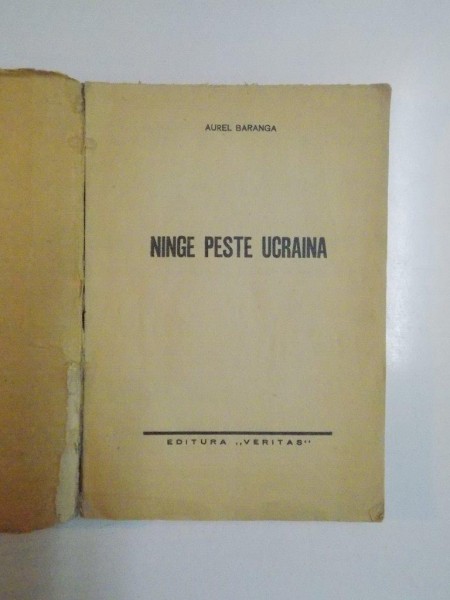 AUREL BARANGA
NINGE PESTE UCRAINA
EDITURA „VERITAS“